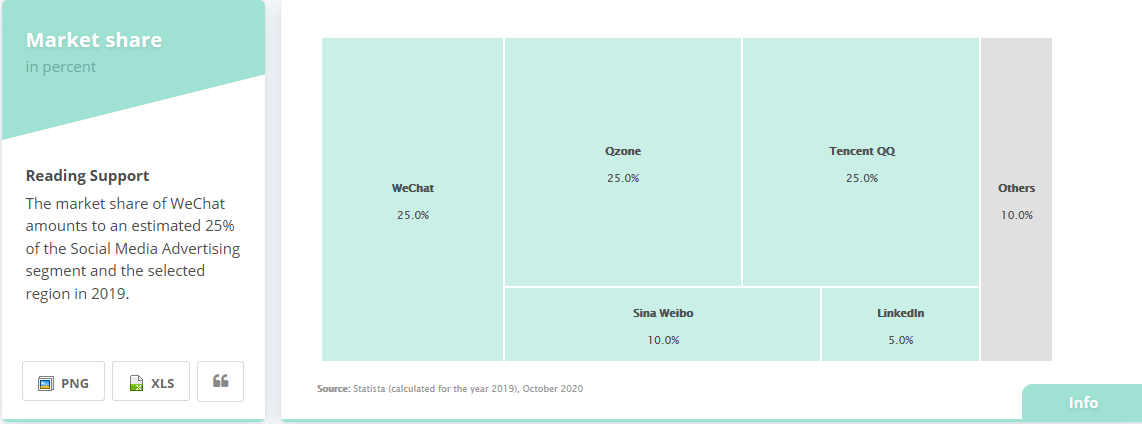 Market share
in percent
Reading Support
The market share of WeChat
amounts to an estimated 25%
of the Social Media Advertising
segment and the selected
region in 2019.
PNG
XLS
WeChat
25.0%
Qzone
25.0%
Tencent QQ
25.0%
Sina Weibo
10.0%
LinkedIn
5.0%
Others
10.0%
Source: Statista (calculated for the year 2019), October 2020
Info